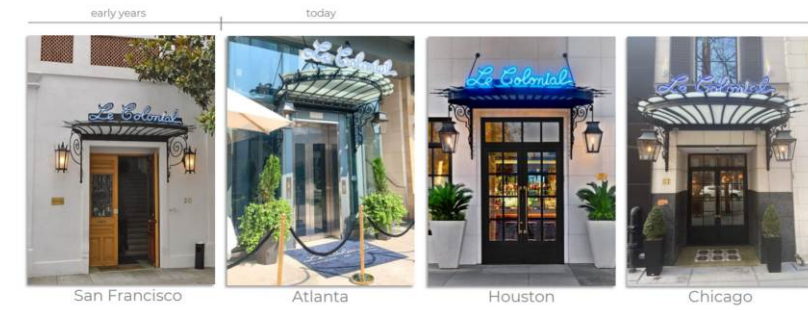 early years
today
Le Colonial
Le Colonial
Le Colonial
Le Colonial
San Francisco
Atlanta
Houston
Chicago